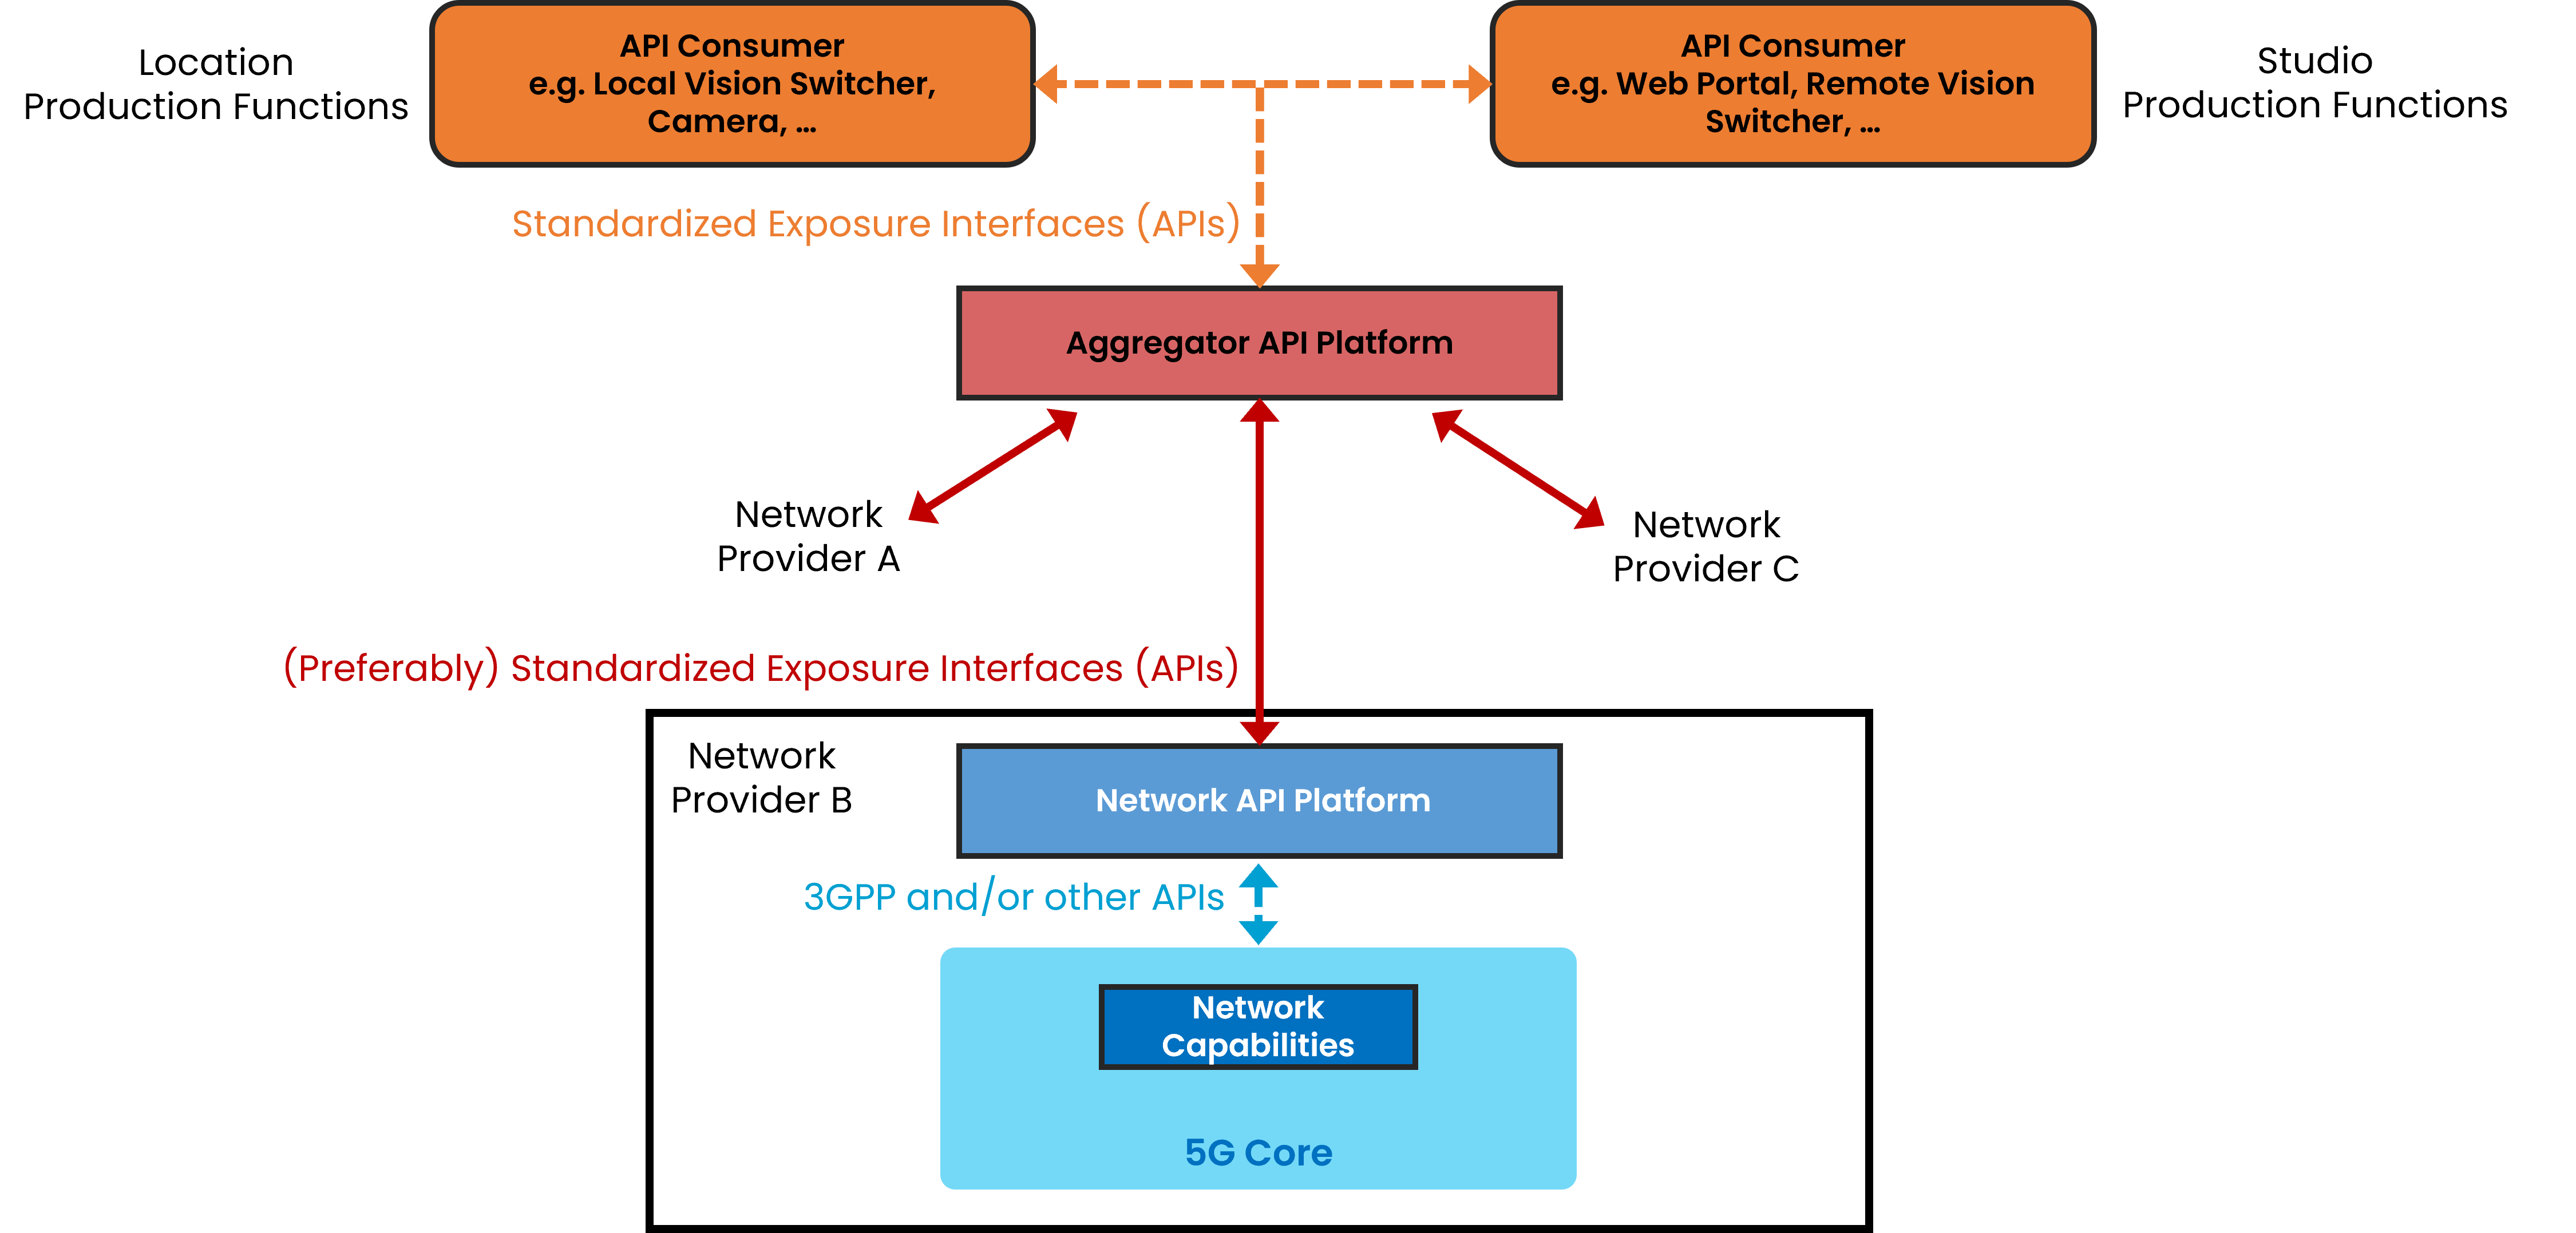 Location
Production Functions
API Consumer
e.g. Local Vision Switcher,
Camera, ...
API Consumer
e.g. Web Portal, Remote Vision
Switcher, ...
Studio
Production Functions
Standardized Exposure Interfaces (APIs)
Aggregator API Platform
Network
Provider A
Network
Provider C
(Preferably) Standardized Exposure Interfaces (APIs)
Network
Provider B
Network API Platform
3GPP and/or other APIs
Network
Capabilities
5G Core